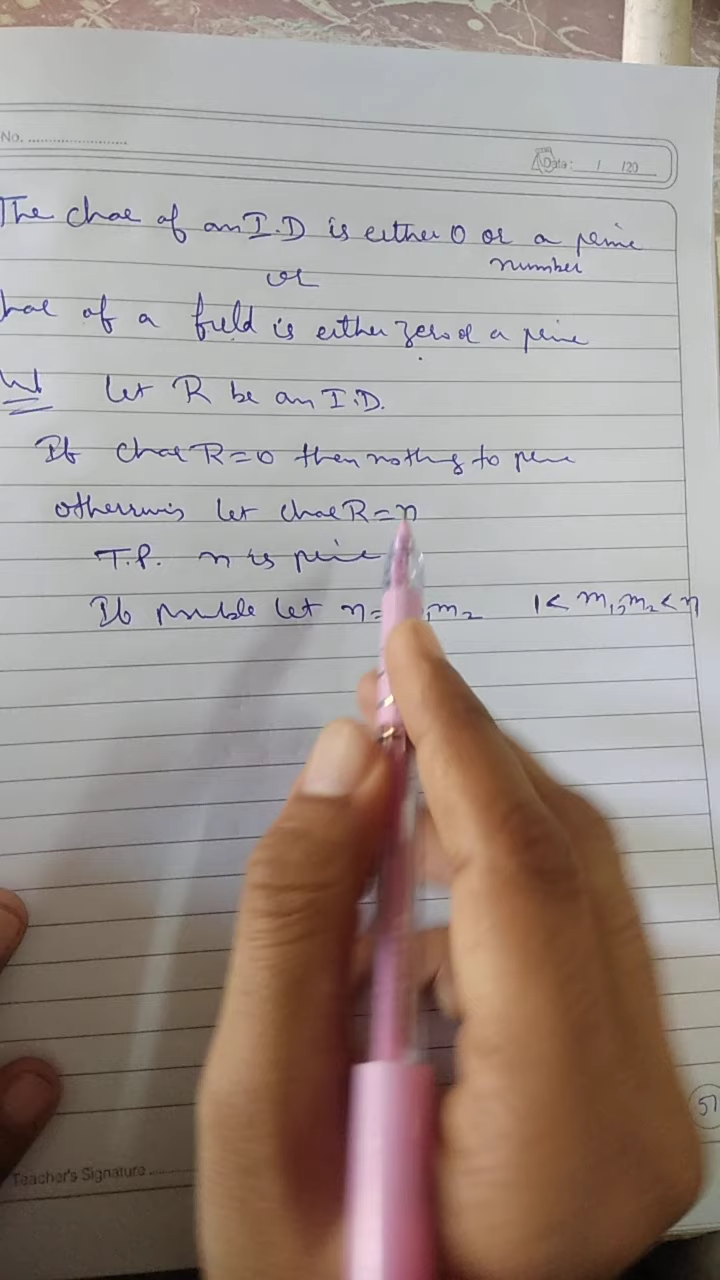 No. ........................
Date: / /20
The char of an I.D is either 0 or a prime
number
or
har of a field is either zero or a prime
Let R be an I.D.
If char R=0 then nothing to prove
otherwis let char R=n
T.P. n is prime
If possible let n= ,m2 1< m1,m2<n
57
Teacher's Signature